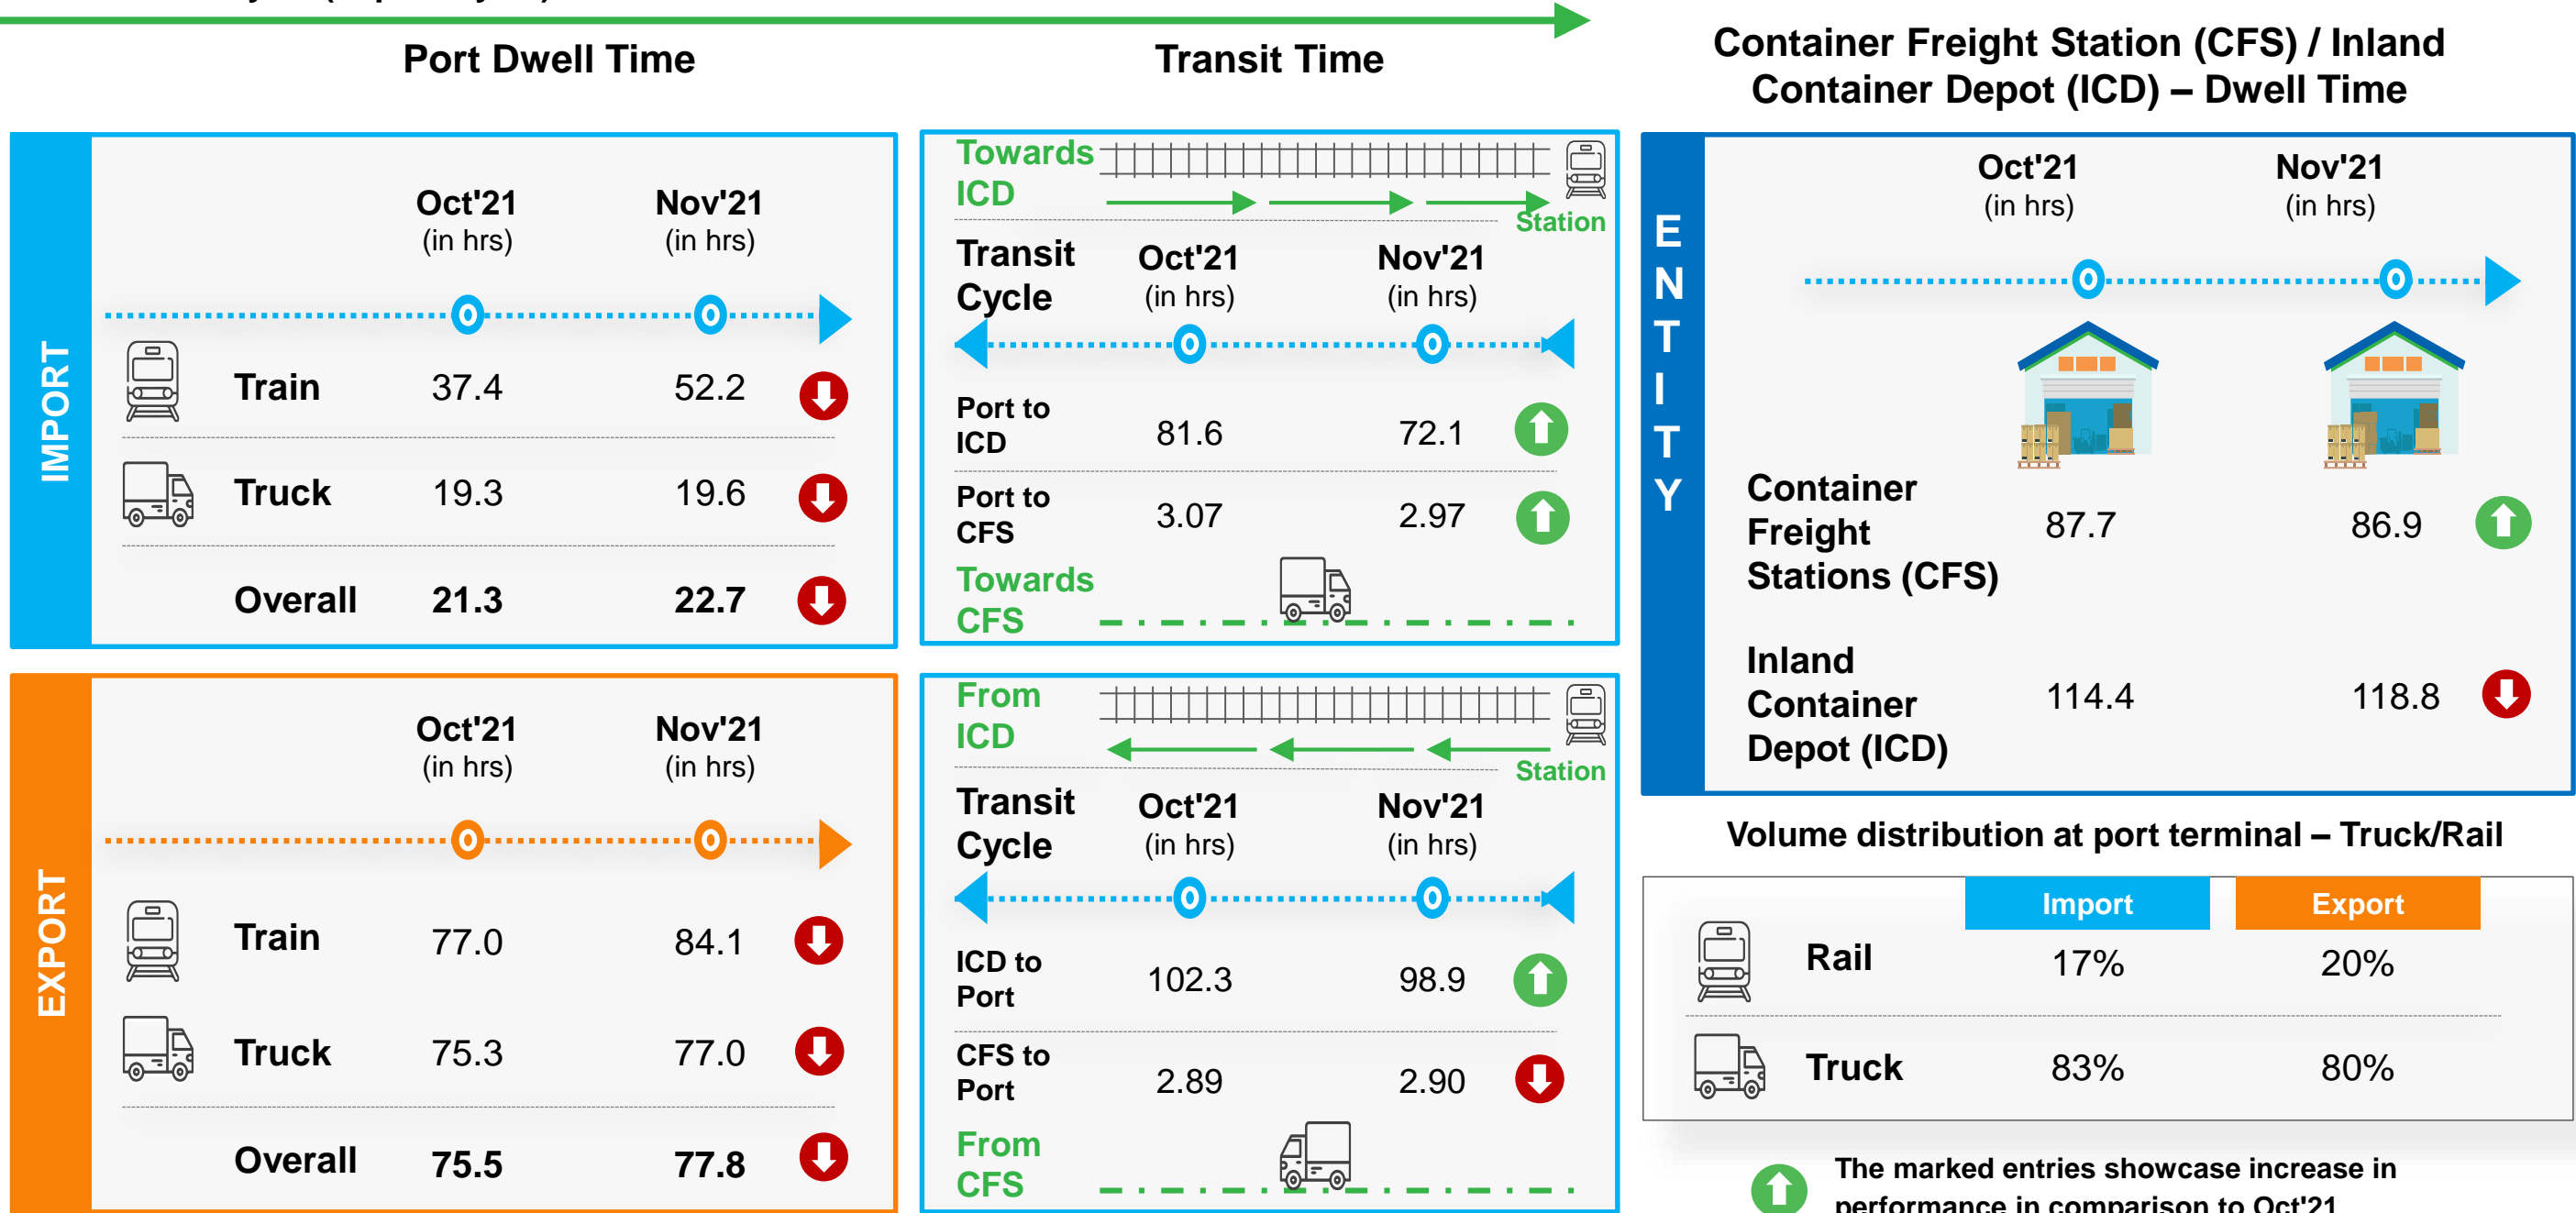 Port Dwell Time
Transit Time
Container Freight Station (CFS) / Inland
Container Depot (ICD) – Dwell Time
IMPORT
Oct'21
Nov'21
(in hrs)
(in hrs)
Train 37.4 52.2
Truck 19.3 19.6
Overall 21.3 22.7
Towards
ICD
Station
Transit
Cycle
Oct'21
Nov'21
(in hrs)
(in hrs)
Port to
ICD
81.6 72.1
Port to
CFS
3.07 2.97
Towards
CFS
ENTITY
Oct'21
Nov'21
(in hrs)
(in hrs)
Container
Freight
Stations (CFS)
87.7 86.9
Inland
Container
Depot (ICD)
114.4 118.8
EXPORT
Oct'21
Nov'21
(in hrs)
(in hrs)
Train 77.0 84.1
Truck 75.3 77.0
Overall 75.5 77.8
From
ICD
Station
Transit
Cycle
Oct'21
Nov'21
(in hrs)
(in hrs)
ICD to
Port
102.3 98.9
CFS to
Port
2.89 2.90
From
CFS
Volume distribution at port terminal – Truck/Rail
Import Export
Rail 17% 20%
Truck 83% 80%
The marked entries showcase increase in
performance in comparison to Oct'21